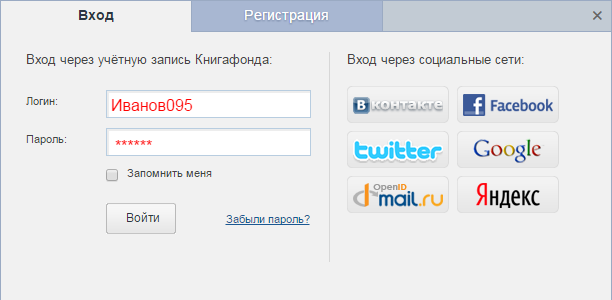 Вход
Регистрация
Вход через учётную запись Книгафонда:
Логин:
Иванов095
Пароль:
******
Запомнить меня
Войти
Забыли пароль?
Вход через социальные сети:
В контакте
Facebook
twitter
Google
OpenID
mail.ru
Яндекс